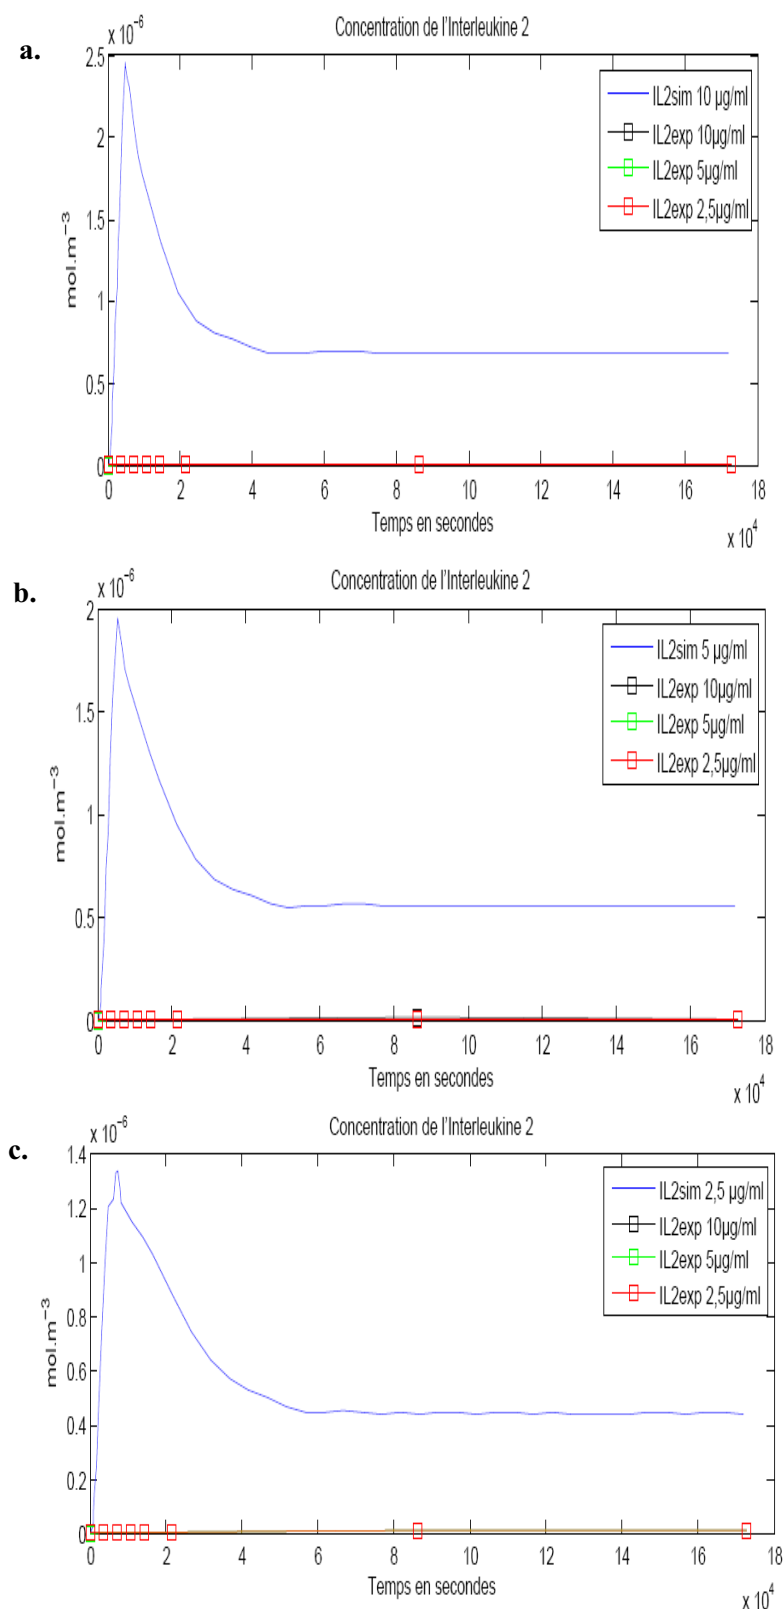 a.
x 10⁻⁶
Concentration de l'Interleukine 2
2.5
2
1.5
1
0.5
0
mol.m⁻³
IL2sim 10 µg/ml
IL2exp 10µg/ml
IL2exp 5µg/ml
IL2exp 2,5µg/ml
0 2 4 6 8 10 12 14 16 18
Temps en secondes
x 10⁴
b.
x 10⁻⁶
Concentration de l'Interleukine 2
2
1.5
1
0.5
0
mol.m⁻³
IL2sim 5 µg/ml
IL2exp 10µg/ml
IL2exp 5µg/ml
IL2exp 2,5µg/ml
0 2 4 6 8 10 12 14 16 18
Temps en secondes
x 10⁴
c.
x 10⁻⁶
Concentration de l'Interleukine 2
1.4
1.2
1
0.8
0.6
0.4
0.2
0
mol.m⁻³
IL2sim 2,5 µg/ml
IL2exp 10µg/ml
IL2exp 5µg/ml
IL2exp 2,5µg/ml
0 2 4 6 8 10 12 14 16 18
Temps en secondes
x 10⁴